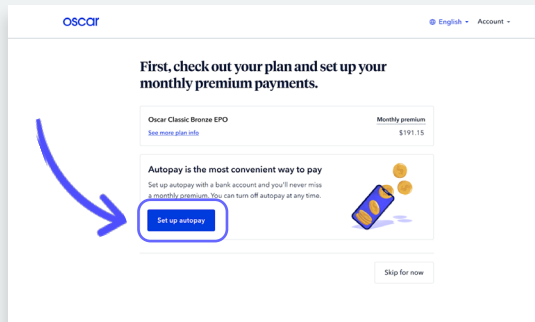 oscar
English
Account
First, check out your plan and set up your
monthly premium payments.
Oscar Classic Bronze EPO
Monthly premium
See more plan info
$191.15
Autopay is the most convenient way to pay
Set up autopay with a bank account and you'll never miss
a monthly premium. You can turn off autopay at any time.
Set up autopay
Skip for now